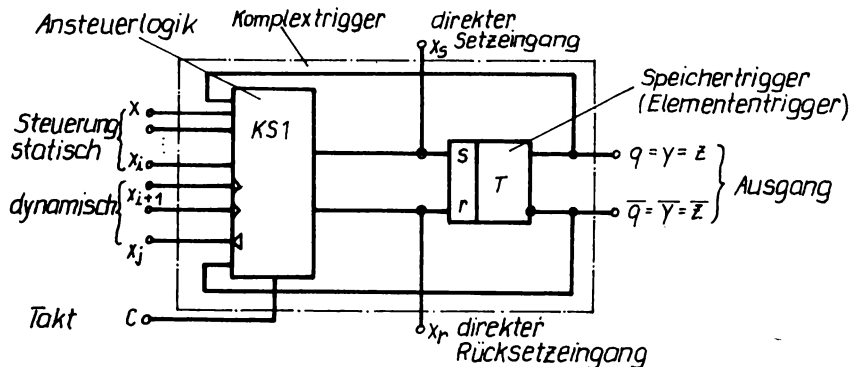 Ansteuerlogik
Komplextrigger
direkter
Setzeingang
x_s
Speichertrigger
(Elemententrigger)
Steuerung
statisch
x
x_i
dynamisch
x_{i+1}
x_j
KS1
s
T
r
q = y = z
q̅ = y̅ = z̅
Ausgang
Takt
C
x_r direkter
Rücksetzeingang